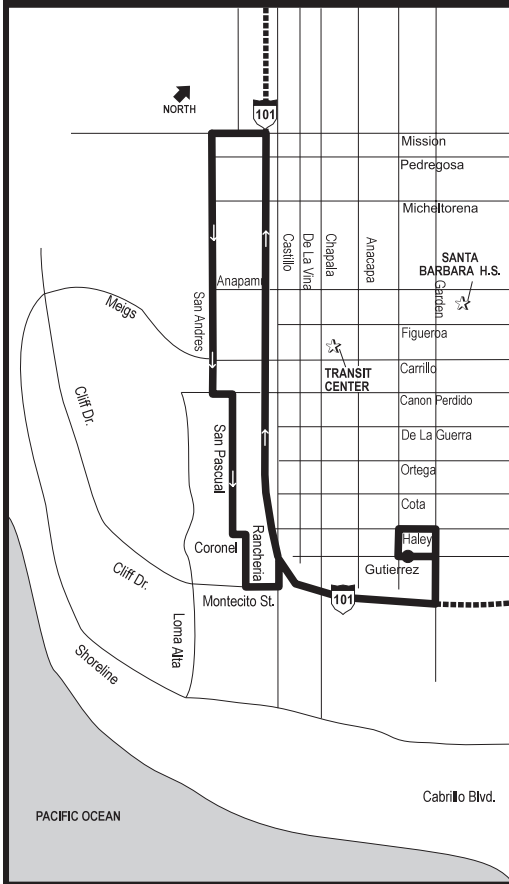 NORTH
101
Mission
Pedregosa
Micheltorena
Castillo
De La Vina
Chapala
Anacapa
SANTA
BARBARA H.S.
Garden
Anapamu
San Andres
Meigs
Figueroa
TRANSIT
CENTER
Carrillo
Canon Perdido
Cliff Dr.
San Pascual
De La Guerra
Ortega
Cota
Haley
Coronel
Rancheria
Gutierrez
Cliff Dr.
Montecito St.
101
Loma Alta
Shoreline
Cabrillo Blvd.
PACIFIC OCEAN